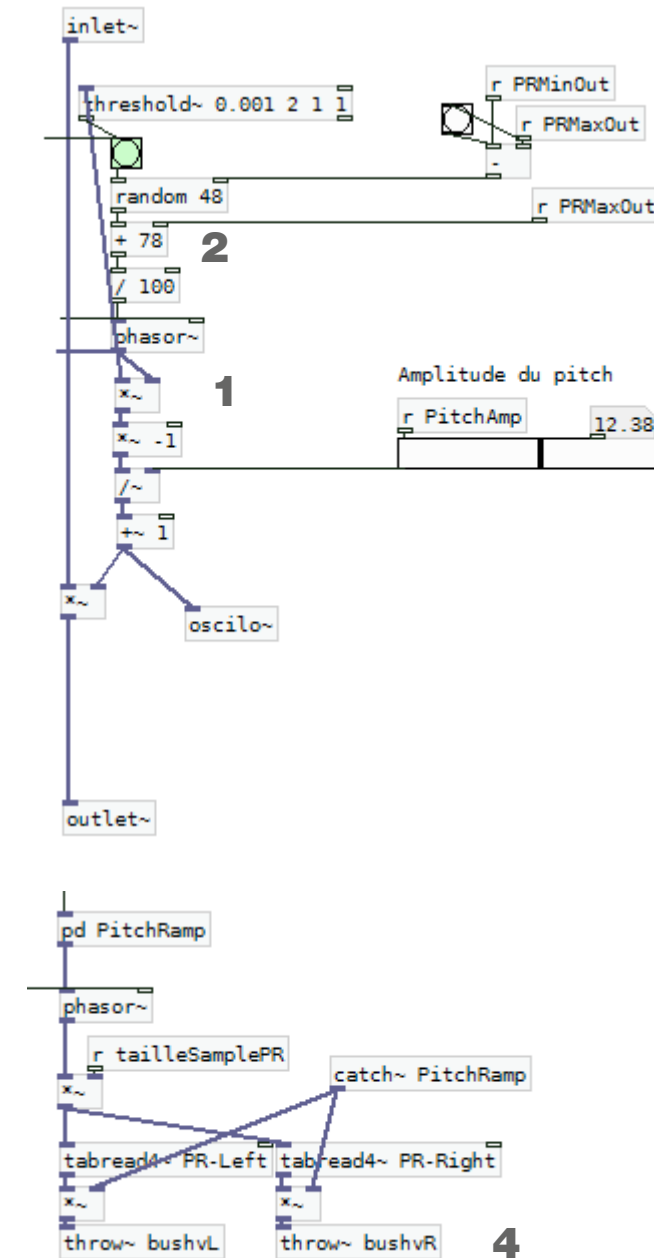 inlet~
threshold~ 0.001 2 1 1
r PRMinOut
r PRMaxOut
-
random 48
r PRMaxOut
+ 78
2
/ 100
phasor~
Amplitude du pitch
*~
1
r PitchAmp
12.38
*~ -1
/~
+~ 1
*~
oscilo~
outlet~
pd PitchRamp
phasor~
r tailleSamplePR
*~
catch~ PitchRamp
tabread4~ PR-Left
tabread4~ PR-Right
*~
*~
throw~ bushvL
throw~ bushvR
4